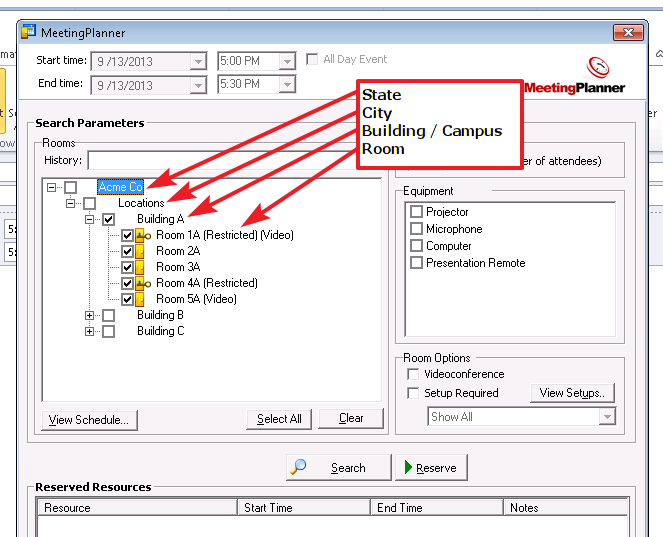 MeetingPlanner
Start time: 9 /13/2013 5:00 PM All Day Event
End time: 9 /13/2013 5:30 PM
MeetingPlanner
State
City
Building / Campus
Room
Search Parameters
Rooms
History:
er of attendees)
Acme Co
Locations
Building A
Room 1A (Restricted) (Video)
Room 2A
Room 3A
Room 4A (Restricted)
Room 5A (Video)
Building B
Building C
View Schedule...
Select All
Clear
Equipment
Projector
Microphone
Computer
Presentation Remote
Room Options
Videoconference
Setup Required
View Setups..
Show All
Search
Reserve
Reserved Resources
Resource Start Time End Time Notes